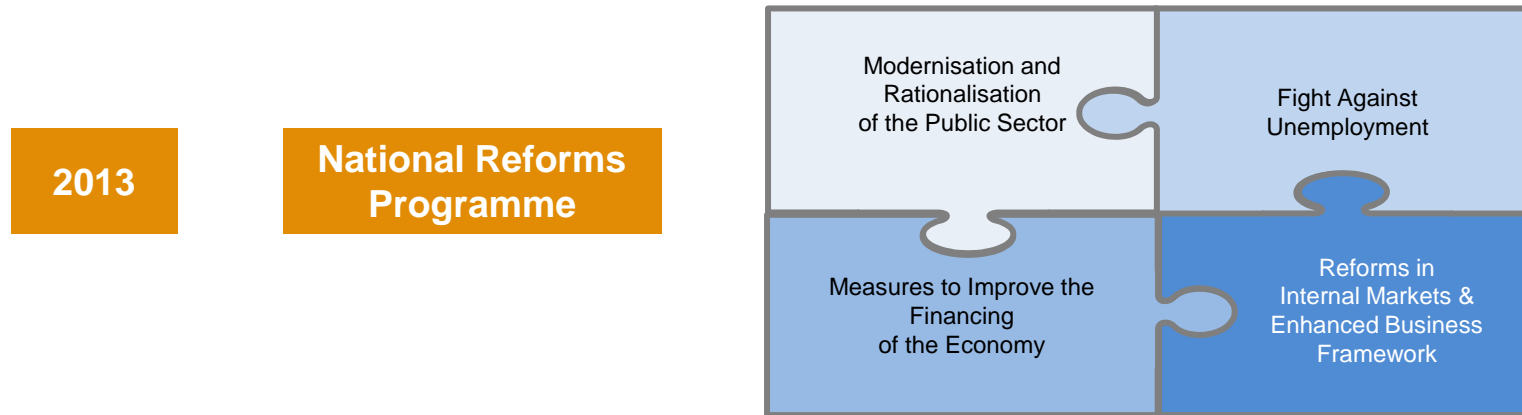 2013
National Reforms
Programme
Modernisation and
Rationalisation
of the Public Sector
Fight Against
Unemployment
Measures to Improve the
Financing
of the Economy
Reforms in
Internal Markets &
Enhanced Business
Framework